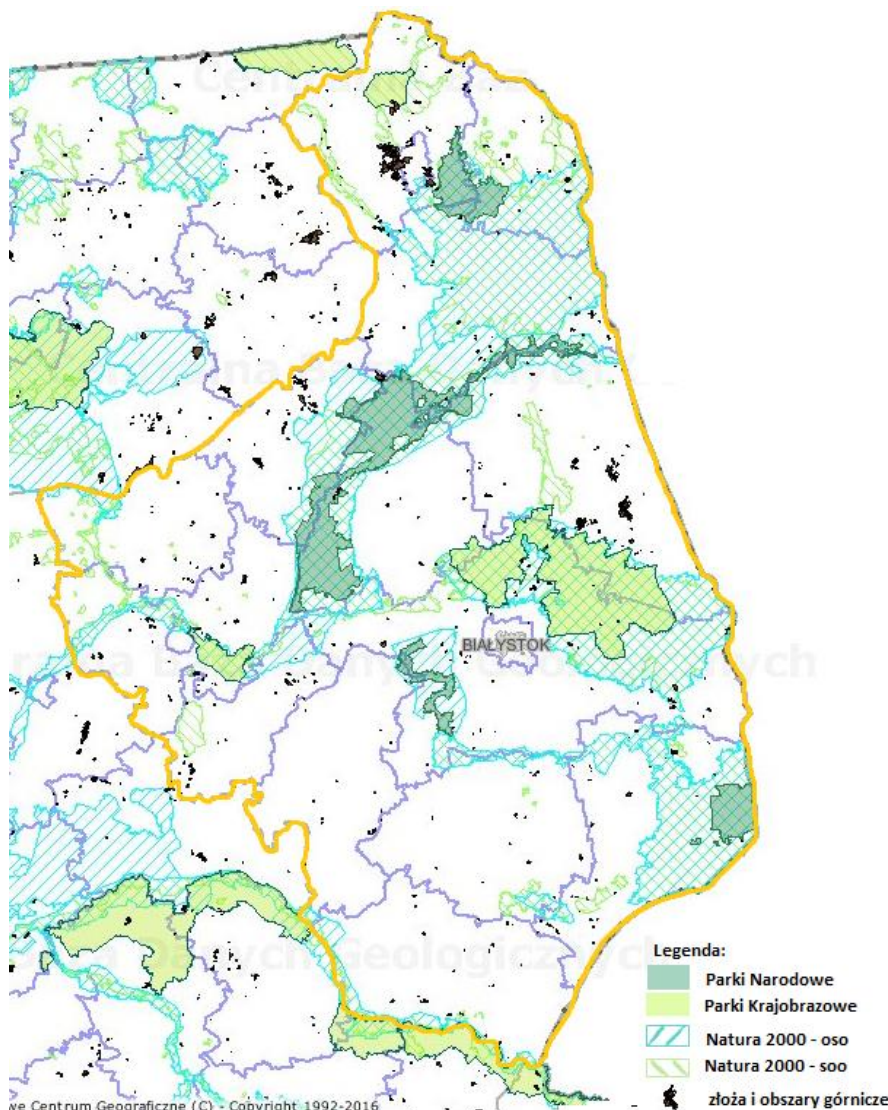 BIAŁYSTOK
Legenda:
Parki Narodowe
Parki Krajobrazowe
Natura 2000 - oso
Natura 2000 - soo
złoża i obszary górnicze
we Centrum Geograficzne (C) - Copyright 1992-2016